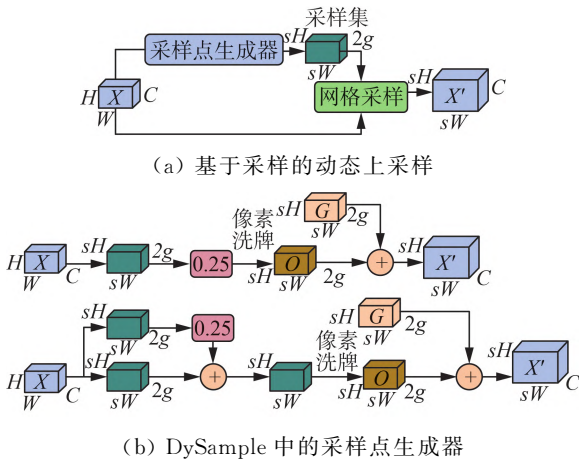 采样集
采样点生成器 sH 2g
sW
H X C 网格采样 sH X′
W sW C
(a) 基于采样的动态上采样
像素 sH G 2g
洗牌 sW
H X sH 2g 0.25 O sH X′
W C sW sH sW 2g + sW C
sH 0.25 sH G 2g
sW 2g 像素 sW
洗牌
H X sH sH O sH X′
W C sW 2g + sW sH sW 2g + sW C
(b) DySample 中的采样点生成器